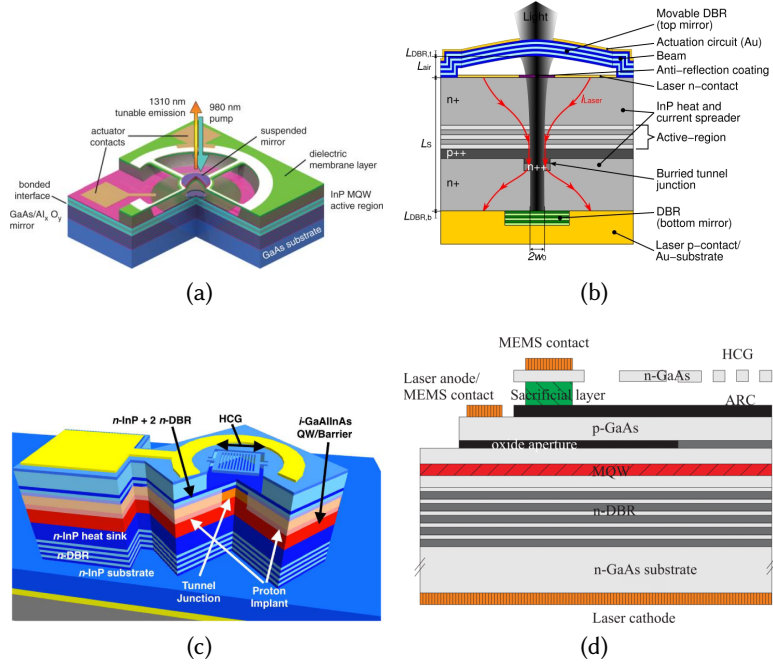 1310 nm
tunable emission
980 nm
pump
actuator
contacts
suspended
mirror
dielectric
membrane layer
bonded
interface
GaAs/Alx Oy
mirror
InP MQW
active region
GaAs substrate
(a)
Light
Movable DBR
(top mirror)
Actuation circuit (Au)
Beam
Anti-reflection coating
Laser n-contact
InP heat and
current spreader
Active-region
Burried tunnel
junction
DBR
(bottom mirror)
Laser p-contact/
Au-substrate
LDBR,t
Lair
LS
LDBR,b
n+
ILaser
p++
n++
n+
2w0
(b)
n-InP + 2 n-DBR
HCG
i-GaAlInAs
QW/Barrier
n-InP heat sink
n-DBR
n-InP substrate
Tunnel
Junction
Proton
Implant
(c)
MEMS contact
HCG
n-GaAs
Laser anode/
MEMS contact
Sacrificial layer
ARC
p-GaAs
oxide aperture
MQW
n-DBR
n-GaAs substrate
Laser cathode
(d)